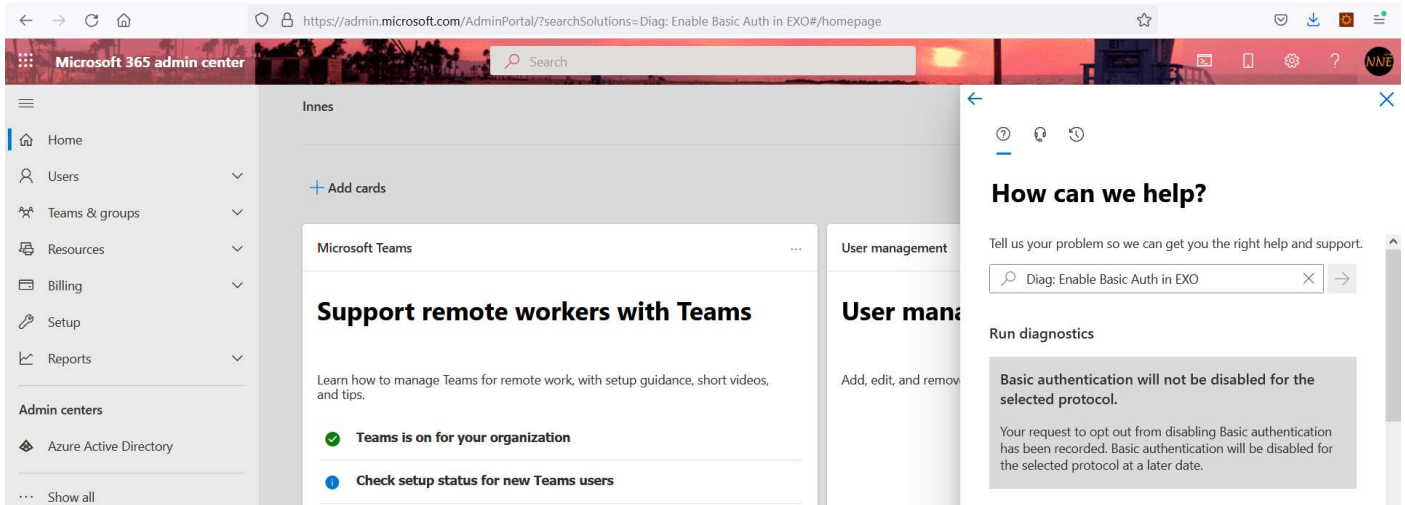 https://admin.microsoft.com/AdminPortal/?searchSolutions=Diag: Enable Basic Auth in EXO#/homepage
Microsoft 365 admin center
Search
NNE
Innes
Home
Users
Teams & groups
Resources
Billing
Setup
Reports
Admin centers
Azure Active Directory
Show all
Add cards
Microsoft Teams
Support remote workers with Teams
Learn how to manage Teams for remote work, with setup guidance, short videos,
and tips.
Teams is on for your organization
Check setup status for new Teams users
User management
User mana
Add, edit, and remov
How can we help?
Tell us your problem so we can get you the right help and support.
Diag: Enable Basic Auth in EXO
Run diagnostics
Basic authentication will not be disabled for the
selected protocol.
Your request to opt out from disabling Basic authentication
has been recorded. Basic authentication will be disabled for
the selected protocol at a later date.